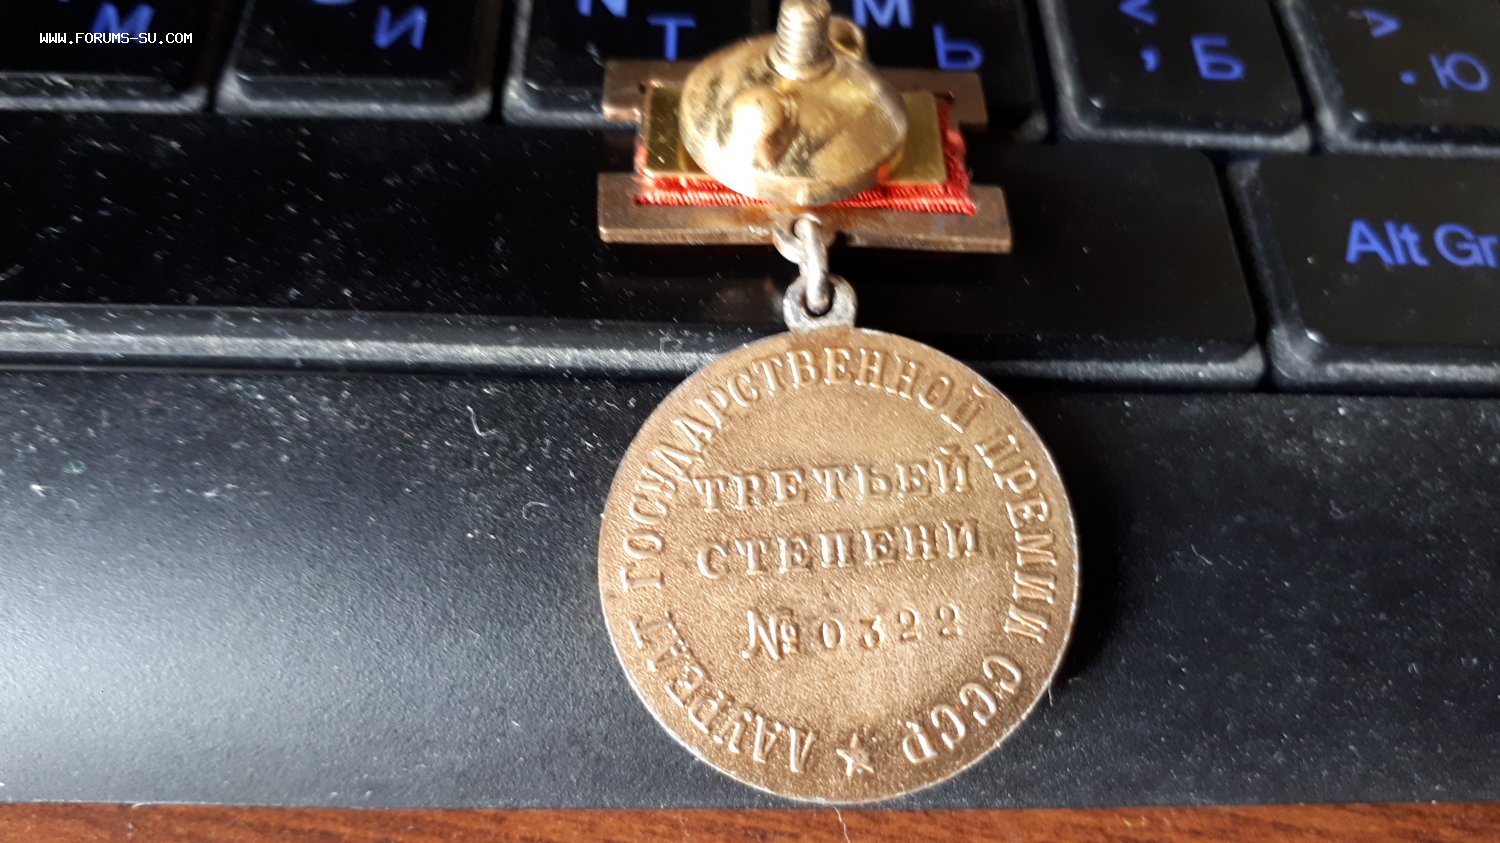 WWW.FORUMS-SU.COM
М И Т М Ь < , Б > . Ю
Alt Gr
ЛАУРЕАТ ГОСУДАРСТВЕННОЙ ПРЕМИИ СССР
ТРЕТЬЕЙ
СТЕПЕНИ
№ 0322